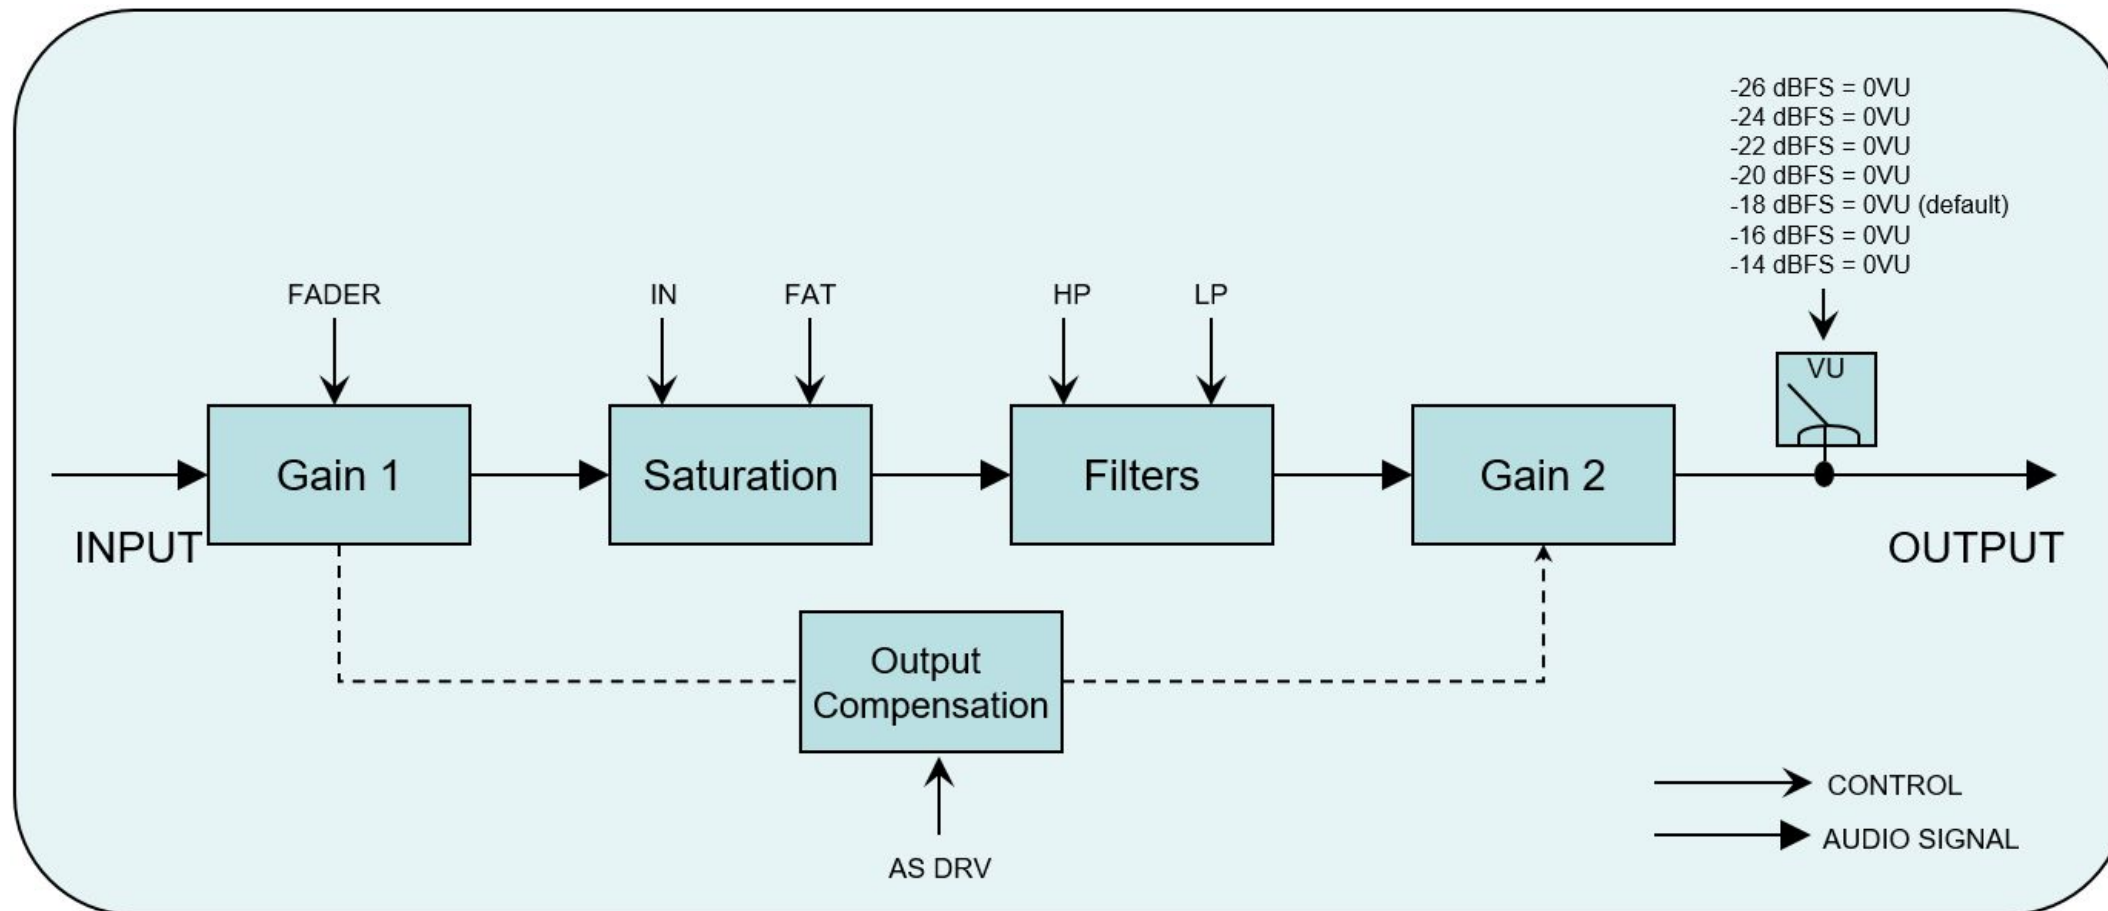 -26 dBFS = 0VU
-24 dBFS = 0VU
-22 dBFS = 0VU
-20 dBFS = 0VU
-18 dBFS = 0VU (default)
-16 dBFS = 0VU
-14 dBFS = 0VU
FADER
IN
FAT
HP
LP
VU
Gain 1
Saturation
Filters
Gain 2
INPUT
OUTPUT
Output
Compensation
AS DRV
CONTROL
AUDIO SIGNAL